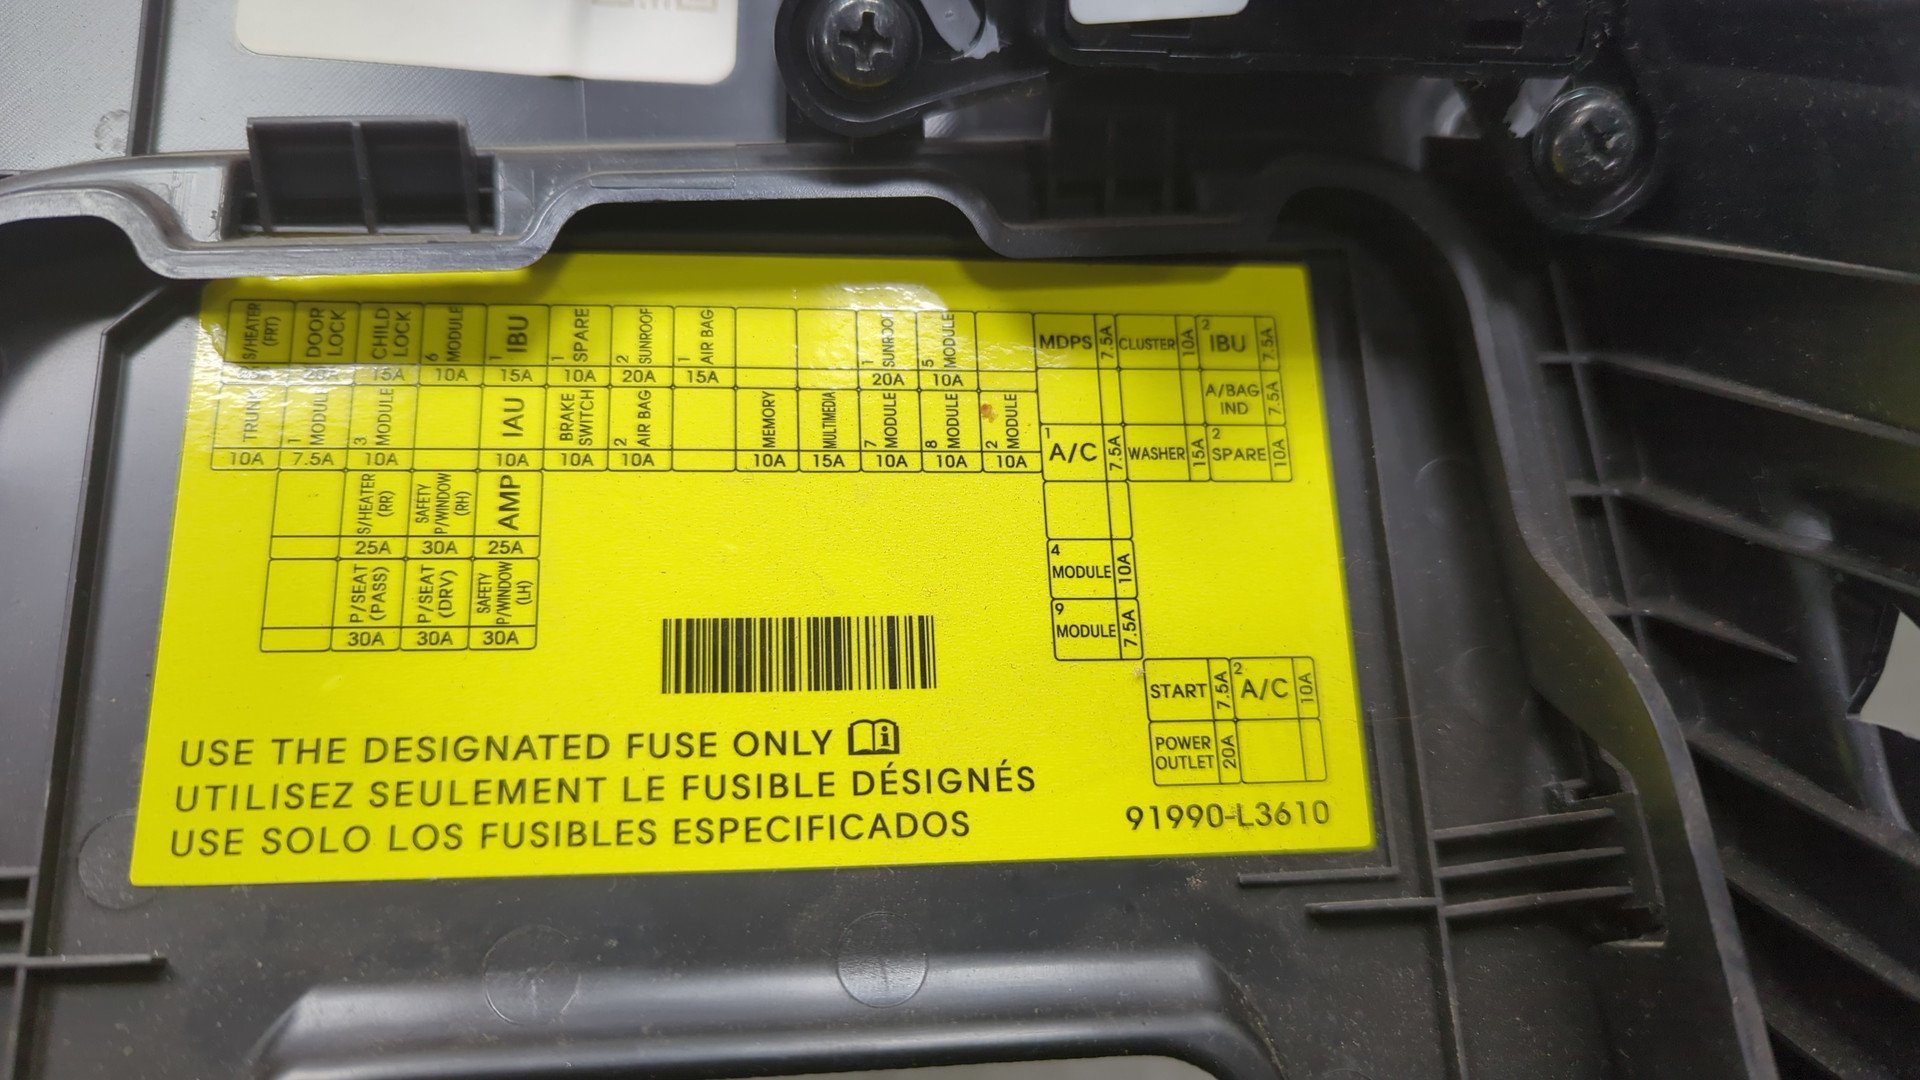 S/HEATER (FRT)
DOOR LOCK 20A
CHILD LOCK 15A
6 MODULE 10A
1 IBU 15A
1 SPARE 10A
2 SUNROOF 20A
1 AIR BAG 15A
1 SUNROOF 20A
5 MODULE 10A
TRUNK 10A
1 MODULE 7.5A
3 MODULE 10A
IAU 10A
BRAKE SWITCH 10A
2 AIR BAG 10A
MEMORY 10A
MULTIMEDIA 15A
7 MODULE 10A
8 MODULE 10A
2 MODULE 10A
S/HEATER (RR) 25A
SAFETY P/WINDOW (RH) 30A
AMP 25A
P/SEAT (PASS) 30A
P/SEAT (DRV) 30A
SAFETY P/WINDOW (LH) 30A
MDPS 7.5A
CLUSTER 10A
2 IBU 7.5A
A/BAG IND 7.5A
1 A/C 7.5A
WASHER 15A
2 SPARE 10A
4 MODULE 10A
9 MODULE 7.5A
START 7.5A
2 A/C 10A
POWER OUTLET 20A
USE THE DESIGNATED FUSE ONLY
UTILISEZ SEULEMENT LE FUSIBLE DÉSIGNÉS
USE SOLO LOS FUSIBLES ESPECIFICADOS
91990-L3610